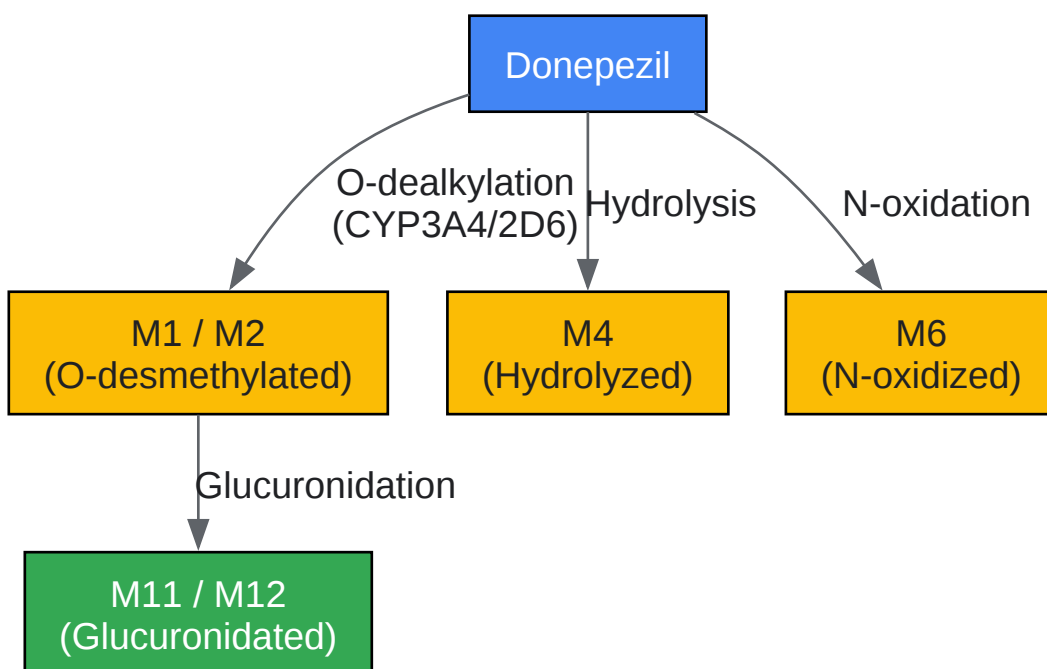 Donepezil
O-dealkylation
(CYP3A4/2D6)
Hydrolysis
N-oxidation
M1 / M2
(O-desmethylated)
M4
(Hydrolyzed)
M6
(N-oxidized)
Glucuronidation
M11 / M12
(Glucuronidated)